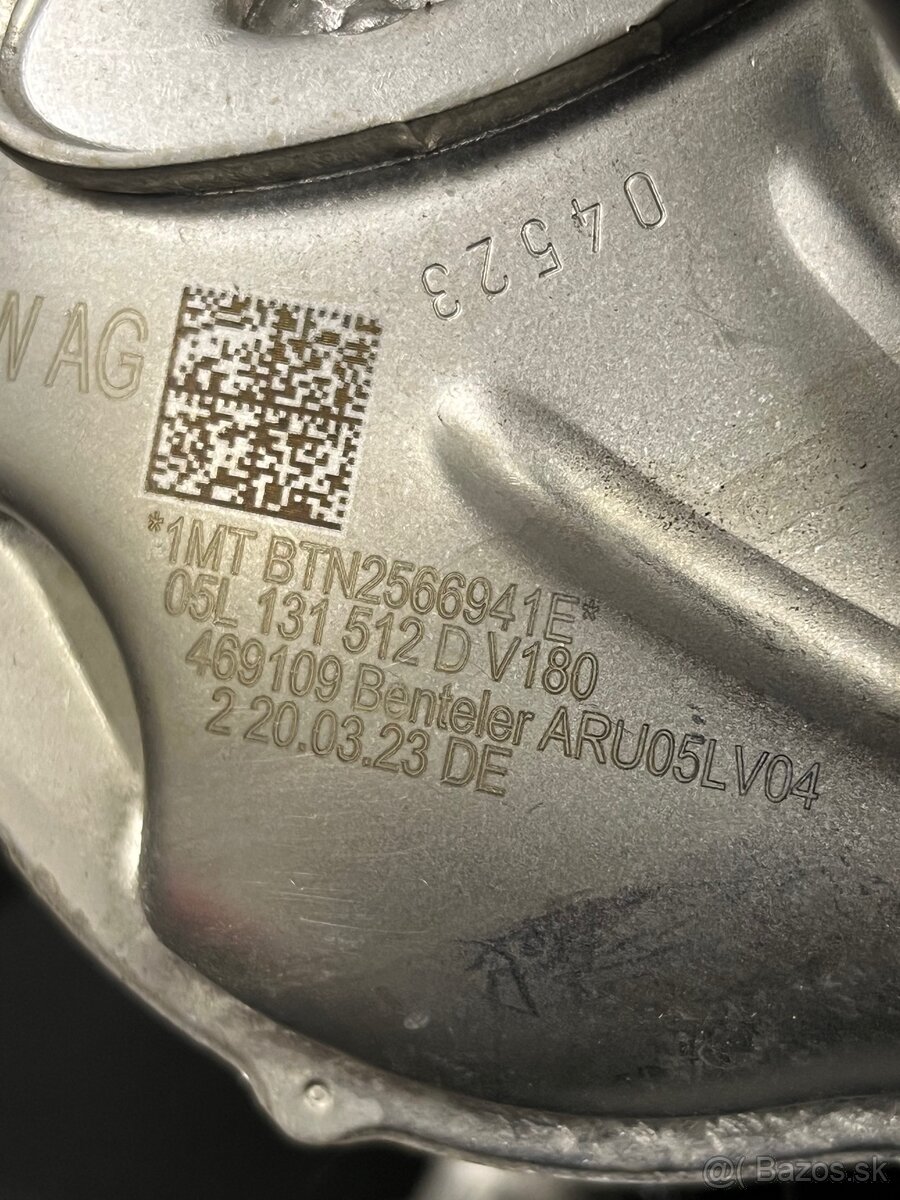 04523
W AG
*1MT BTN2566941E*
05L 131 512 D V180
469109 Benteler ARU05LV04
2 20.03.23 DE
@( Bazos.sk